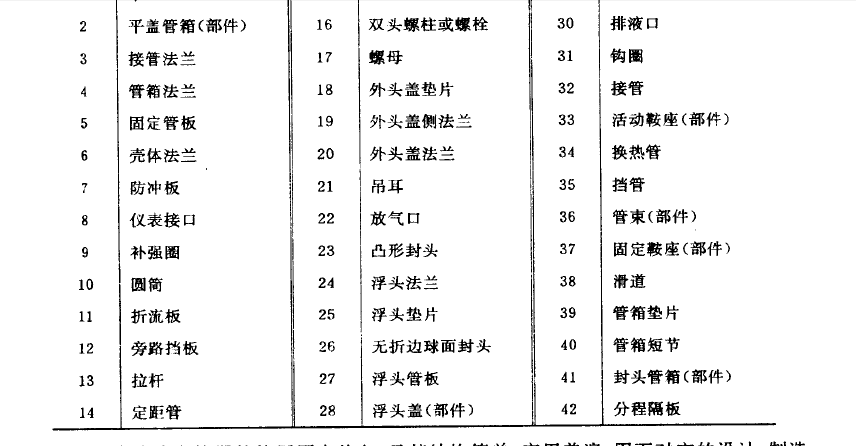 2 平盖管箱(部件) 16 双头螺柱或螺栓 30 排液口
3 接管法兰 17 螺母 31 钩圈
4 管箱法兰 18 外头盖垫片 32 接管
5 固定管板 19 外头盖侧法兰 33 活动鞍座(部件)
6 壳体法兰 20 外头盖法兰 34 换热管
7 防冲板 21 吊耳 35 挡管
8 仪表接口 22 放气口 36 管束(部件)
9 补强圈 23 凸形封头 37 固定鞍座(部件)
10 圆筒 24 浮头法兰 38 滑道
11 折流板 25 浮头垫片 39 管箱垫片
12 旁路挡板 26 无折边球面封头 40 管箱短节
13 拉杆 27 浮头管板 41 封头管箱(部件)
14 定距管 28 浮头盖(部件) 42 分程隔板